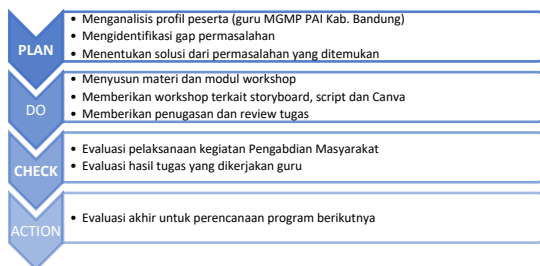 PLAN
• Menganalisis profil peserta (guru MGMP PAI Kab. Bandung)
• Mengidentifikasi gap permasalahan
• Menentukan solusi dari permasalahan yang ditemukan
DO
• Menyusun materi dan modul workshop
• Memberikan workshop terkait storyboard, script dan Canva
• Memberikan penugasan dan review tugas
CHECK
• Evaluasi pelaksanaan kegiatan Pengabdian Masyarakat
• Evaluasi hasil tugas yang dikerjakan guru
ACTION
• Evaluasi akhir untuk perencanaan program berikutnya